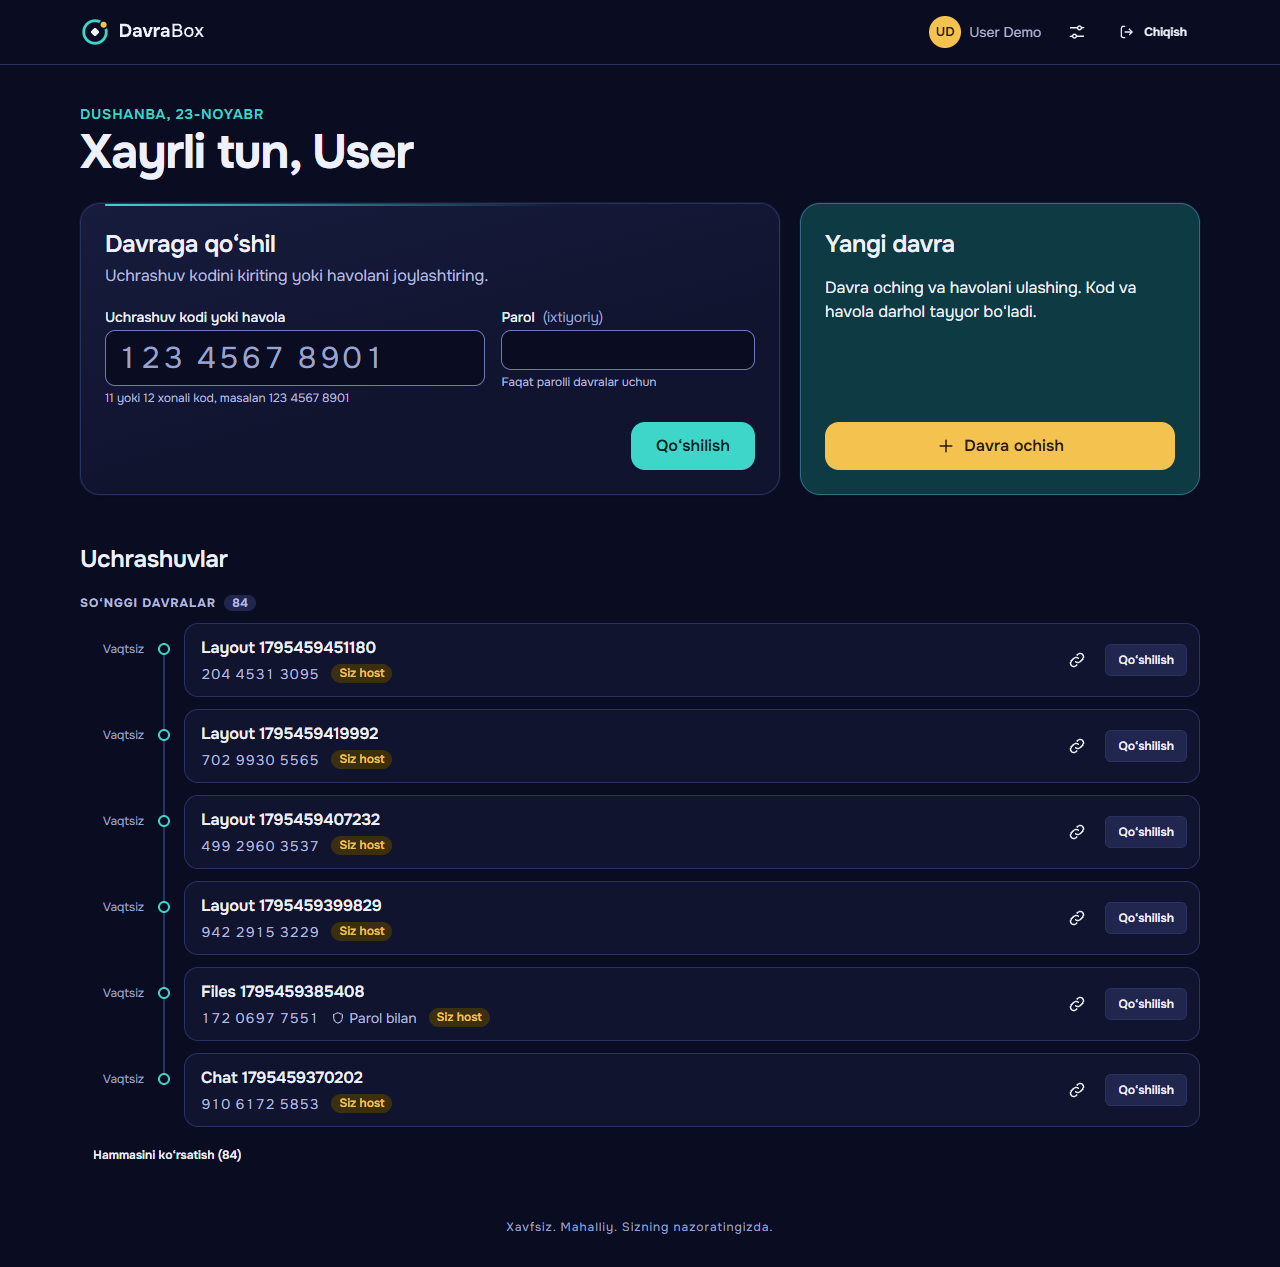 DavraBox
UD User Demo
Chiqish
DUSHANBA, 23-NOYABR
Xayrli tun, User
Davraga qo‘shil
Uchrashuv kodini kiriting yoki havolani joylashtiring.
Uchrashuv kodi yoki havola
123 4567 8901
11 yoki 12 xonali kod, masalan 123 4567 8901
Parol (ixtiyoriy)
Faqat parolli davralar uchun
Qo‘shilish
Yangi davra
Davra oching va havolani ulashing. Kod va
havola darhol tayyor bo‘ladi.
Davra ochish
Uchrashuvlar
SO‘NGGI DAVRALAR 84
Vaqtsiz
Layout 1795459451180
204 4531 3095 Siz host
Qo‘shilish
Vaqtsiz
Layout 1795459419992
702 9930 5565 Siz host
Qo‘shilish
Vaqtsiz
Layout 1795459407232
499 2960 3537 Siz host
Qo‘shilish
Vaqtsiz
Layout 1795459399829
942 2915 3229 Siz host
Qo‘shilish
Vaqtsiz
Files 1795459385408
172 0697 7551 Parol bilan Siz host
Qo‘shilish
Vaqtsiz
Chat 1795459370202
910 6172 5853 Siz host
Qo‘shilish
Hammasini ko‘rsatish (84)
Xavfsiz. Mahalliy. Sizning nazoratingizda.